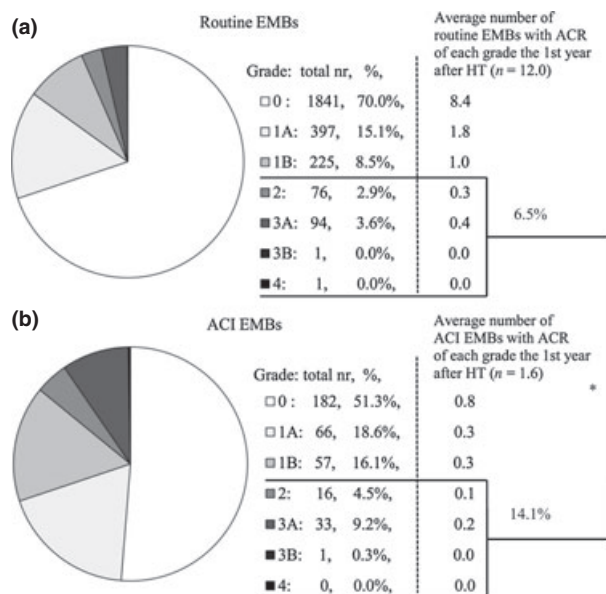 (a)
Routine EMBs
Average number of
routine EMBs with ACR
of each grade the 1st year
after HT (n = 12.0)
Grade: total nr, %,
0 : 1841, 70.0%, 8.4
1A: 397, 15.1%, 1.8
1B: 225, 8.5%, 1.0
2: 76, 2.9%, 0.3
3A: 94, 3.6%, 0.4
6.5%
3B: 1, 0.0%, 0.0
4: 1, 0.0%, 0.0
(b)
ACI EMBs
Average number of
ACI EMBs with ACR
of each grade the 1st year
after HT (n = 1.6)
*
Grade: total nr, %,
0 : 182, 51.3%, 0.8
1A: 66, 18.6%, 0.3
1B: 57, 16.1%, 0.3
2: 16, 4.5%, 0.1
14.1%
3A: 33, 9.2%, 0.2
3B: 1, 0.3%, 0.0
4: 0, 0.0%, 0.0